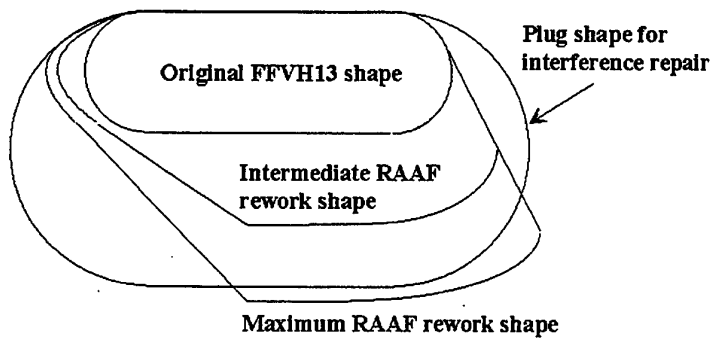 Plug shape for
interference repair
Original FFVH13 shape
Intermediate RAAF
rework shape
Maximum RAAF rework shape